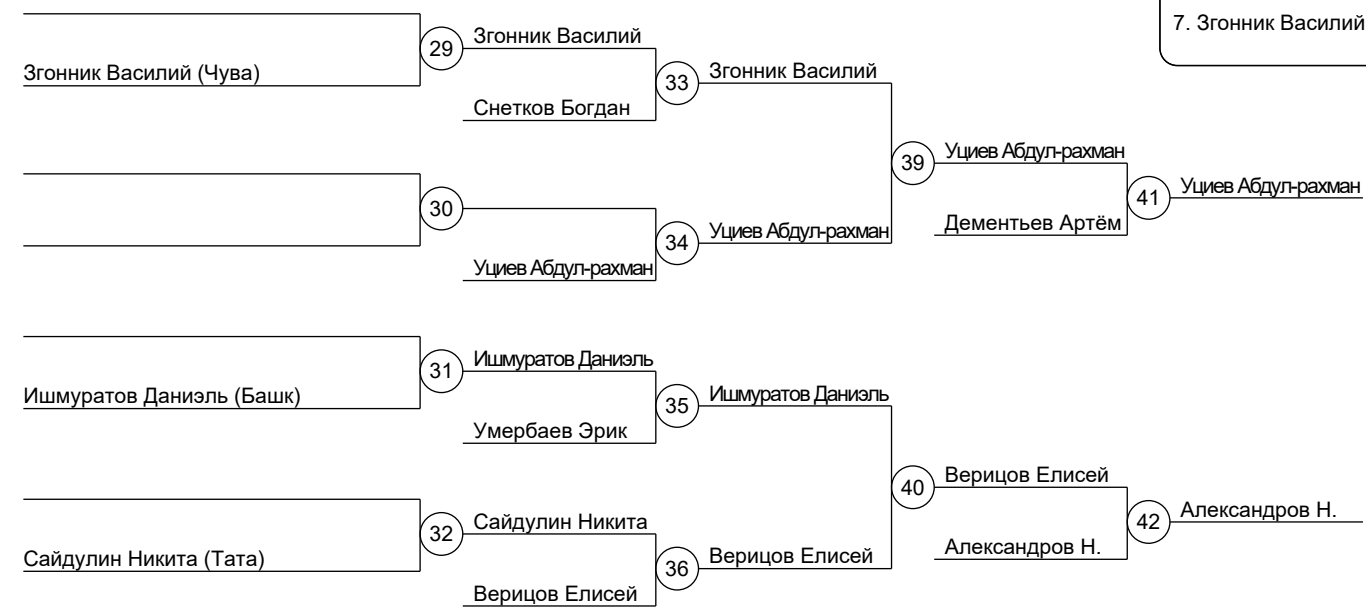 7. Згонник Василий
29
Згонник Василий
Згонник Василий (Чува)
33
Згонник Василий
Снетков Богдан
39
Уциев Абдул-рахман
41
Уциев Абдул-рахман
30
34
Уциев Абдул-рахман
Дементьев Артём
Уциев Абдул-рахман
31
Ишмуратов Даниэль
Ишмуратов Даниэль (Башк)
35
Ишмуратов Даниэль
Умербаев Эрик
40
Верицов Елисей
42
Александров Н.
32
Сайдулин Никита
Александров Н.
Сайдулин Никита (Тата)
36
Верицов Елисей
Верицов Елисей